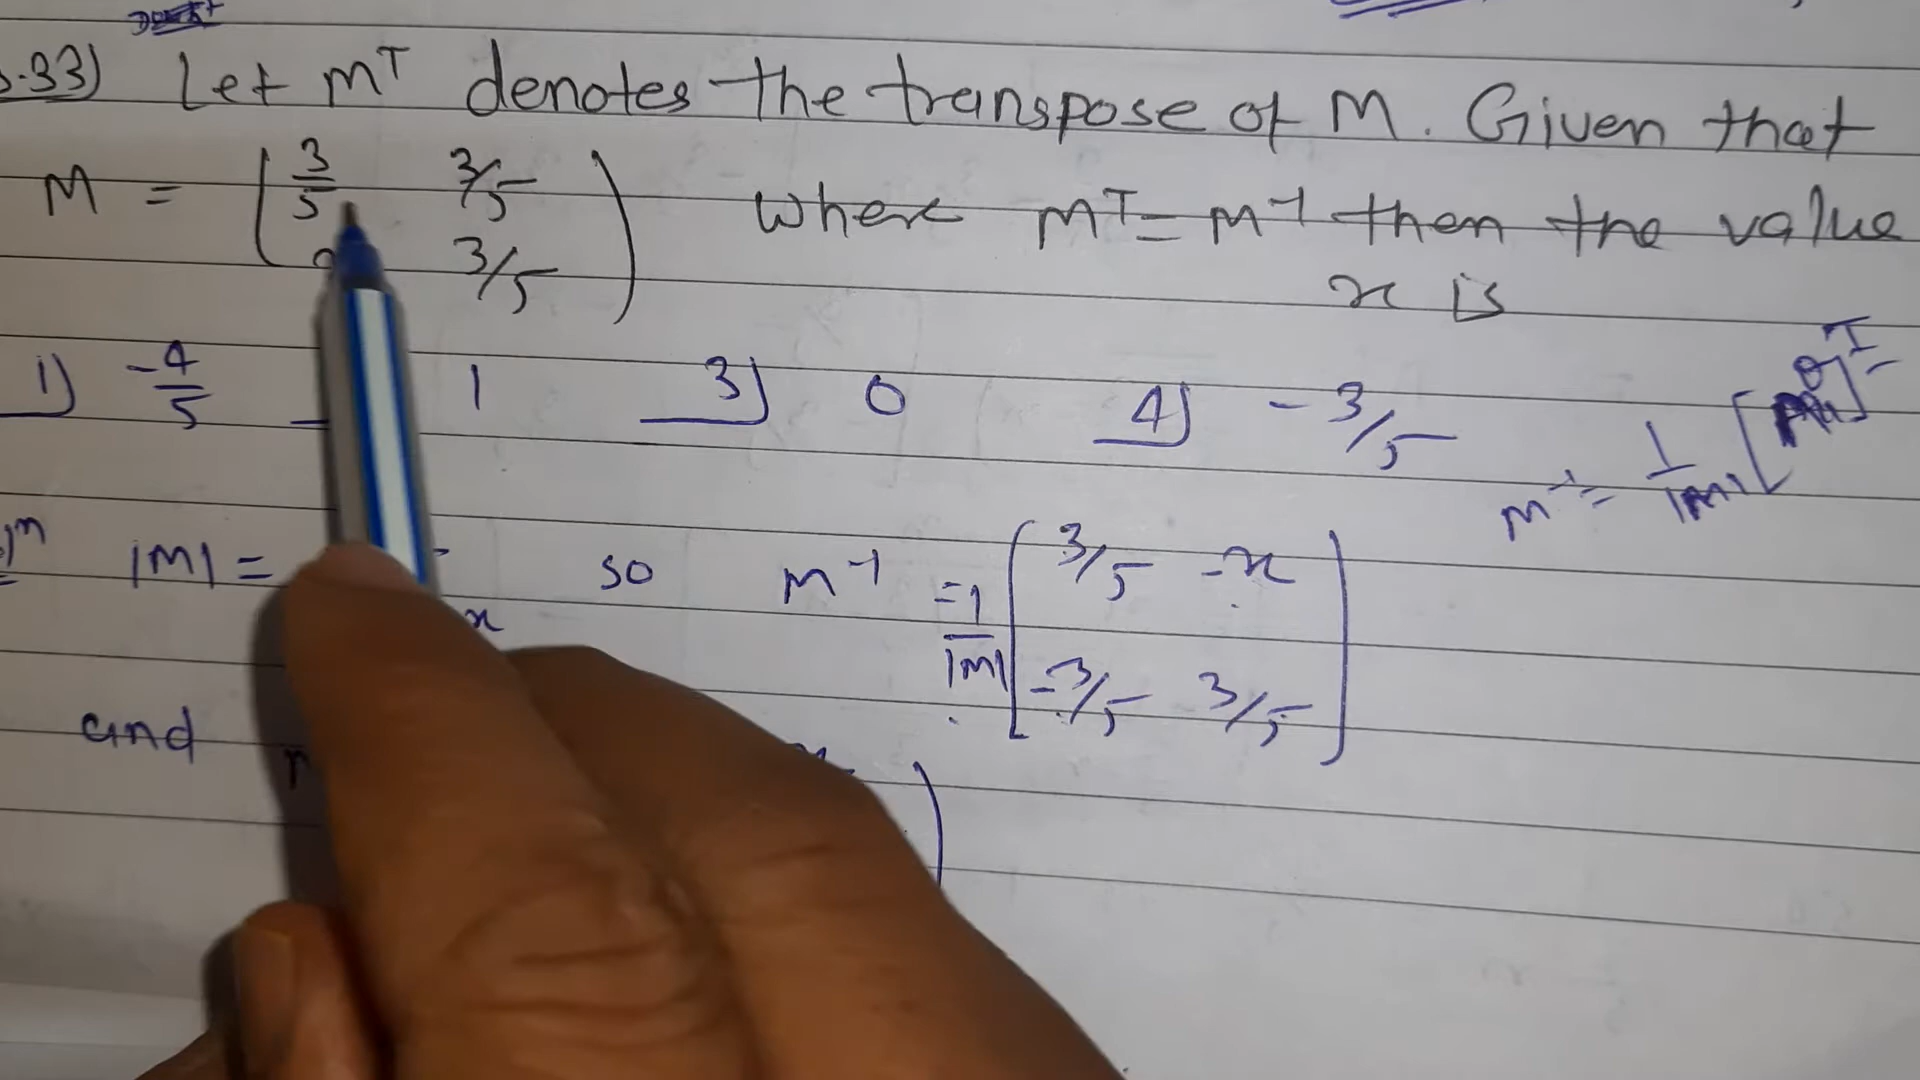 .33) Let Mᵀ denotes the transpose of M. Given that
M = ( 3/5 3/5
3/5 ) where Mᵀ = M⁻¹ then the value
x is
1) -4/5 1 3) 0 4) -3/5
M⁻¹ = 1/|M| [ ]ᵀ
|M| = so M⁻¹ = 1/|M| [ 3/5 -x
x
-3/5 3/5 ]
and